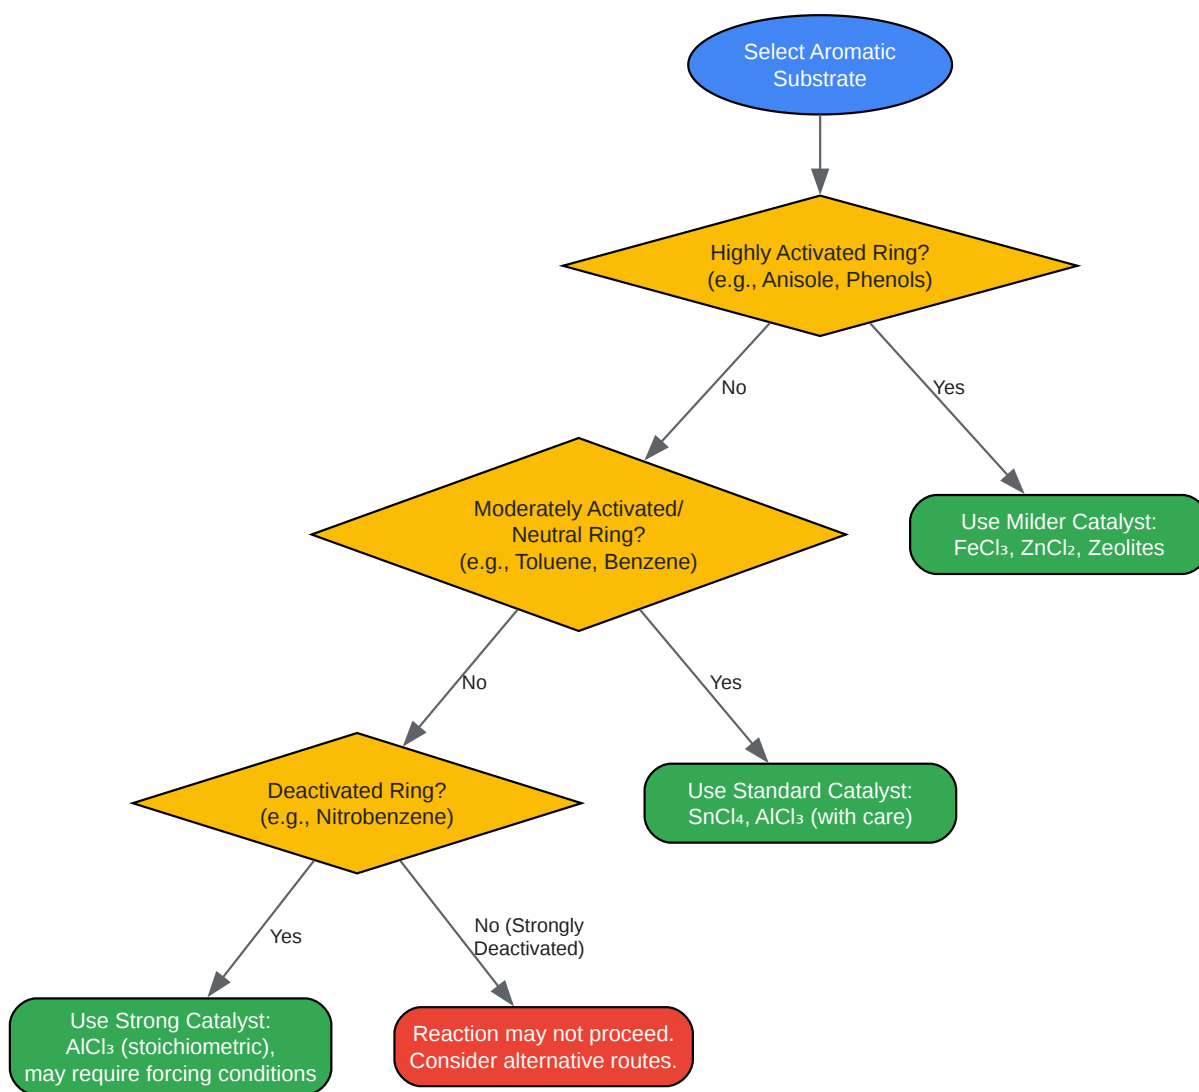 Select Aromatic
Substrate
Highly Activated Ring?
(e.g., Anisole, Phenols)
No
Yes
Moderately Activated/
Neutral Ring?
(e.g., Toluene, Benzene)
Use Milder Catalyst:
FeCl₃, ZnCl₂, Zeolites
No
Yes
Deactivated Ring?
(e.g., Nitrobenzene)
Use Standard Catalyst:
SnCl₄, AlCl₃ (with care)
Yes
No (Strongly
Deactivated)
Use Strong Catalyst:
AlCl₃ (stoichiometric),
may require forcing conditions
Reaction may not proceed.
Consider alternative routes.